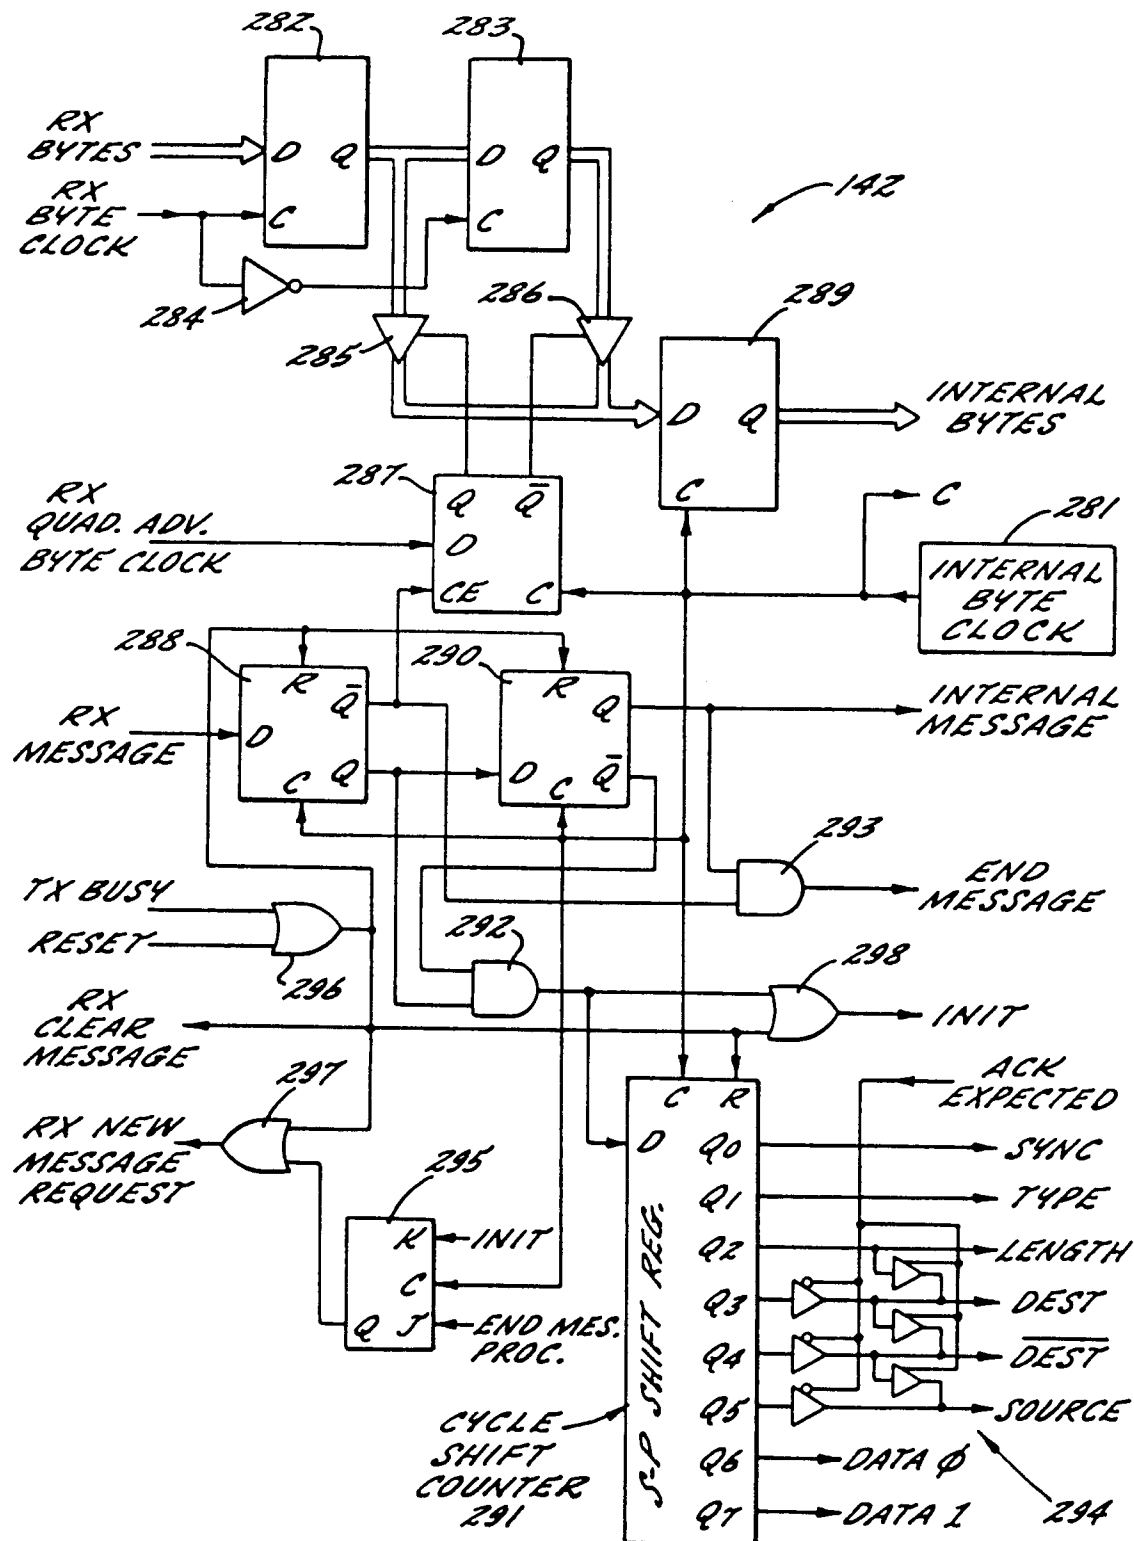 282
283
RX
BYTES
D
Q
D
Q
RX
BYTE
CLOCK
C
C
142
284
285
286
289
D
Q
C
INTERNAL
BYTES
287
RX
QUAD. ADV.
BYTE CLOCK
Q
Q̅
D
CE
C
C
281
INTERNAL
BYTE
CLOCK
288
R
Q̅
D
Q
C
290
R
Q
D
Q̅
C
RX
MESSAGE
INTERNAL
MESSAGE
293
END
MESSAGE
TX BUSY
RESET
296
292
298
INIT
RX
CLEAR
MESSAGE
297
RX NEW
MESSAGE
REQUEST
295
K
INIT
C
Q
J
END MES.
PROC.
C
R
D
ACK
EXPECTED
Q0
SYNC
Q1
TYPE
Q2
LENGTH
Q3
DEST
Q4
D̅E̅S̅T̅
Q5
SOURCE
Q6
DATA ϕ
Q7
DATA 1
S-P SHIFT REG.
CYCLE
SHIFT
COUNTER
291
294